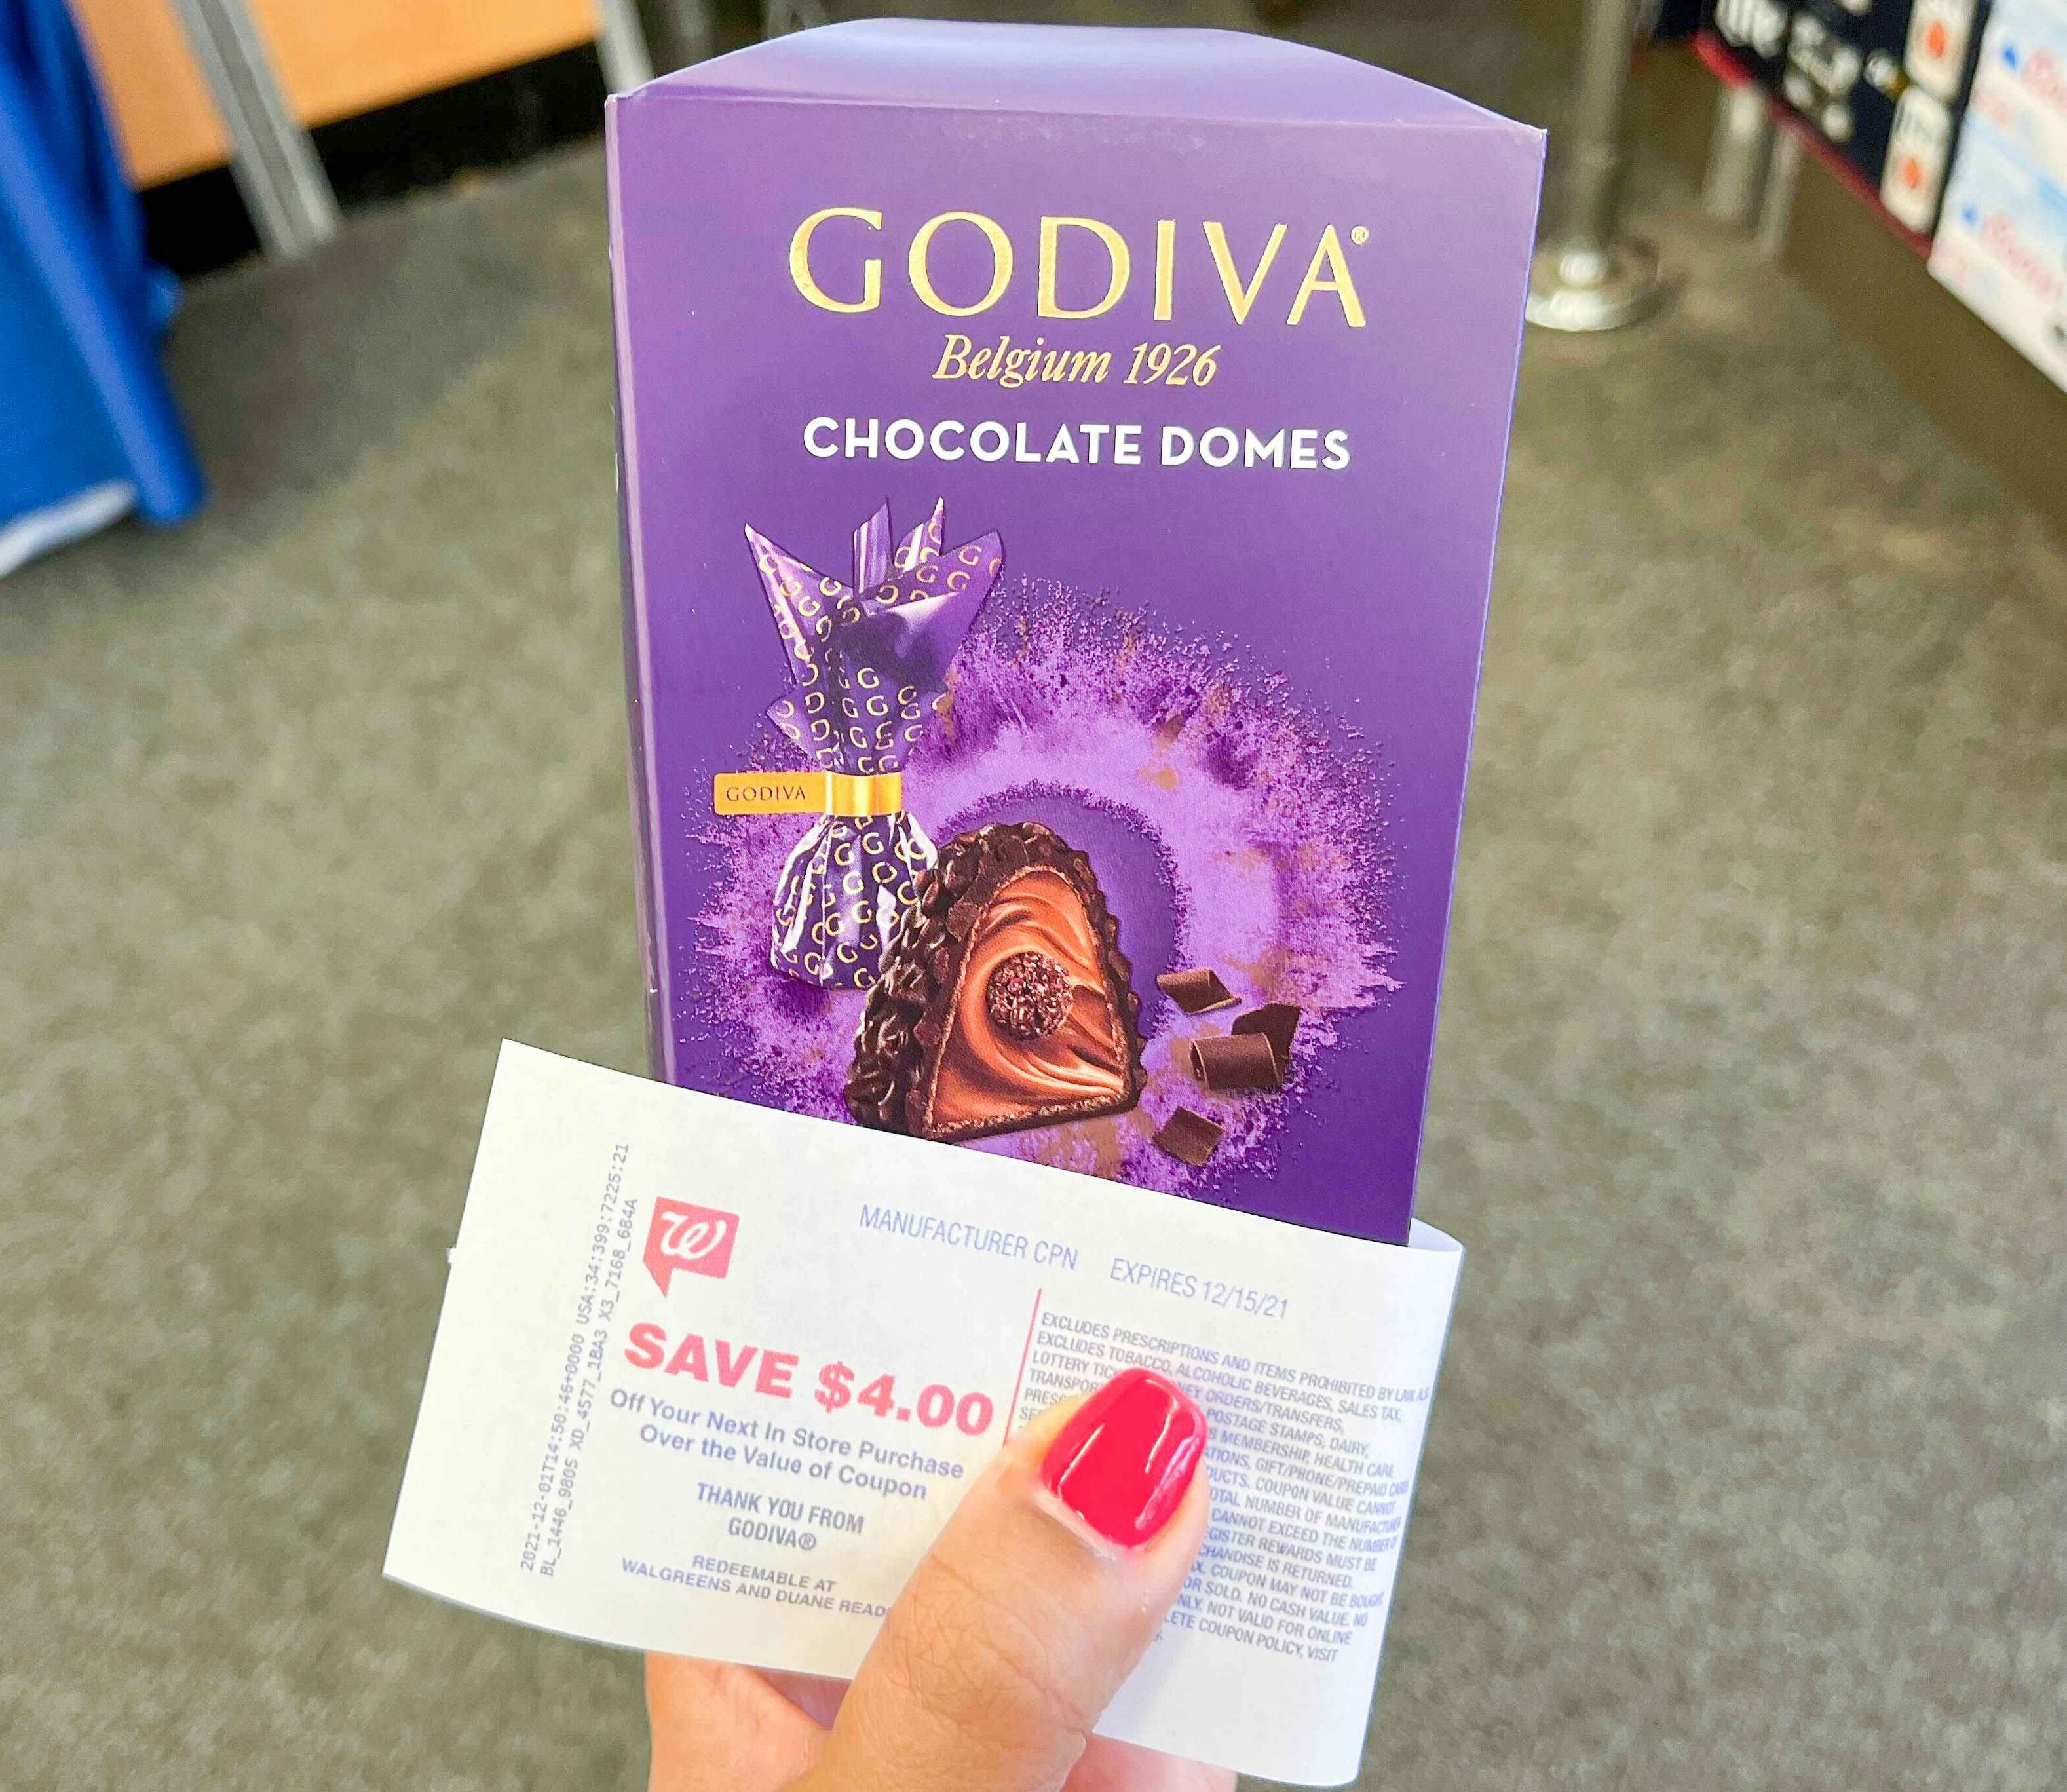 GODIVA®
Belgium 1926
CHOCOLATE DOMES
GODIVA
2021-12-01T14:50:46+0000 USA:34:399:7225:21
BL_1446_9805 XD_4577_1BA3 X3_7168_684A
W
MANUFACTURER CPN EXPIRES 12/15/21
SAVE $4.00
Off Your Next In Store Purchase
Over the Value of Coupon
THANK YOU FROM
GODIVA®
REDEEMABLE AT
WALGREENS AND DUANE READE
EXCLUDES PRESCRIPTIONS AND ITEMS PROHIBITED BY LAW. ALS
EXCLUDES TOBACCO, ALCOHOLIC BEVERAGES, SALES TAX,
LOTTERY ORDERS/TRANSFERS,
POSTAGE STAMPS, DAIRY,
MEMBERSHIP, HEALTH CARE
GIFT/PHONE/PREPAID CARD
COUPON VALUE CANNOT
NUMBER OF MANUFACTURER
CANNOT EXCEED THE NUMBER OF
REWARDS MUST BE
IS RETURNED.
COUPON MAY NOT BE BOUGHT
OR SOLD. NO CASH VALUE. NO
NOT VALID FOR ONLINE
COUPON POLICY, VISIT